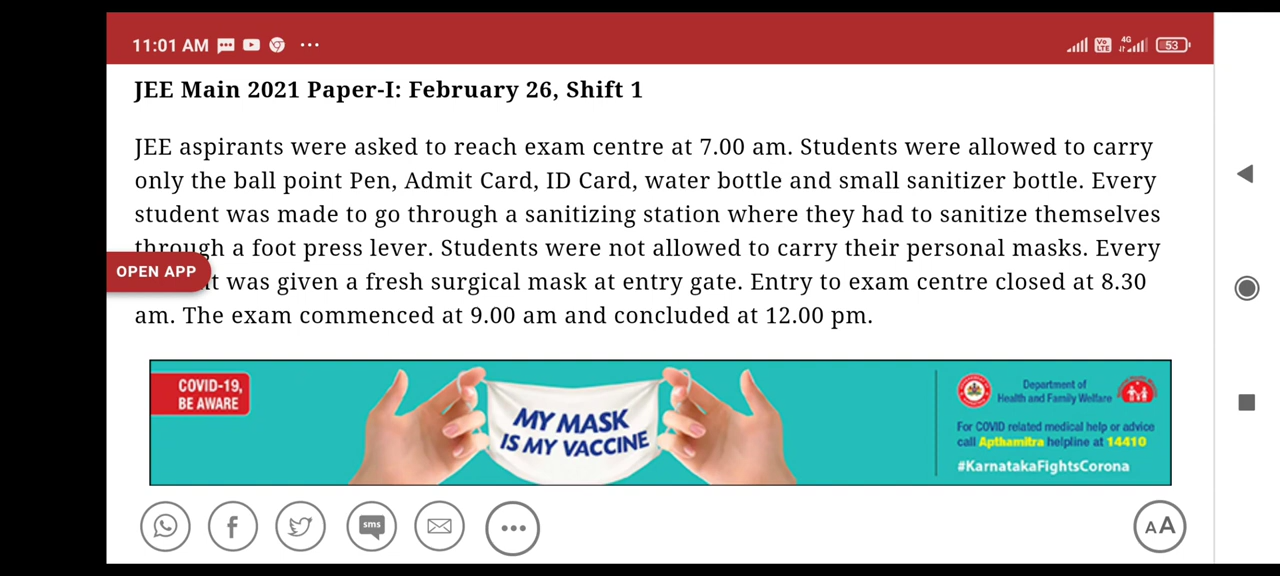 11:01 AM
4G
Vo LTE
53
JEE Main 2021 Paper-I: February 26, Shift 1
JEE aspirants were asked to reach exam centre at 7.00 am. Students were allowed to carry
only the ball point Pen, Admit Card, ID Card, water bottle and small sanitizer bottle. Every
student was made to go through a sanitizing station where they had to sanitize themselves
through a foot press lever. Students were not allowed to carry their personal masks. Every
OPEN APP
was given a fresh surgical mask at entry gate. Entry to exam centre closed at 8.30
am. The exam commenced at 9.00 am and concluded at 12.00 pm.
COVID-19,
BE AWARE
MY MASK
IS MY VACCINE
Department of
Health and Family Welfare
For COVID related medical help or advice
call Apthamitra helpline at 14410
#KarnatakaFightsCorona
sms
AA